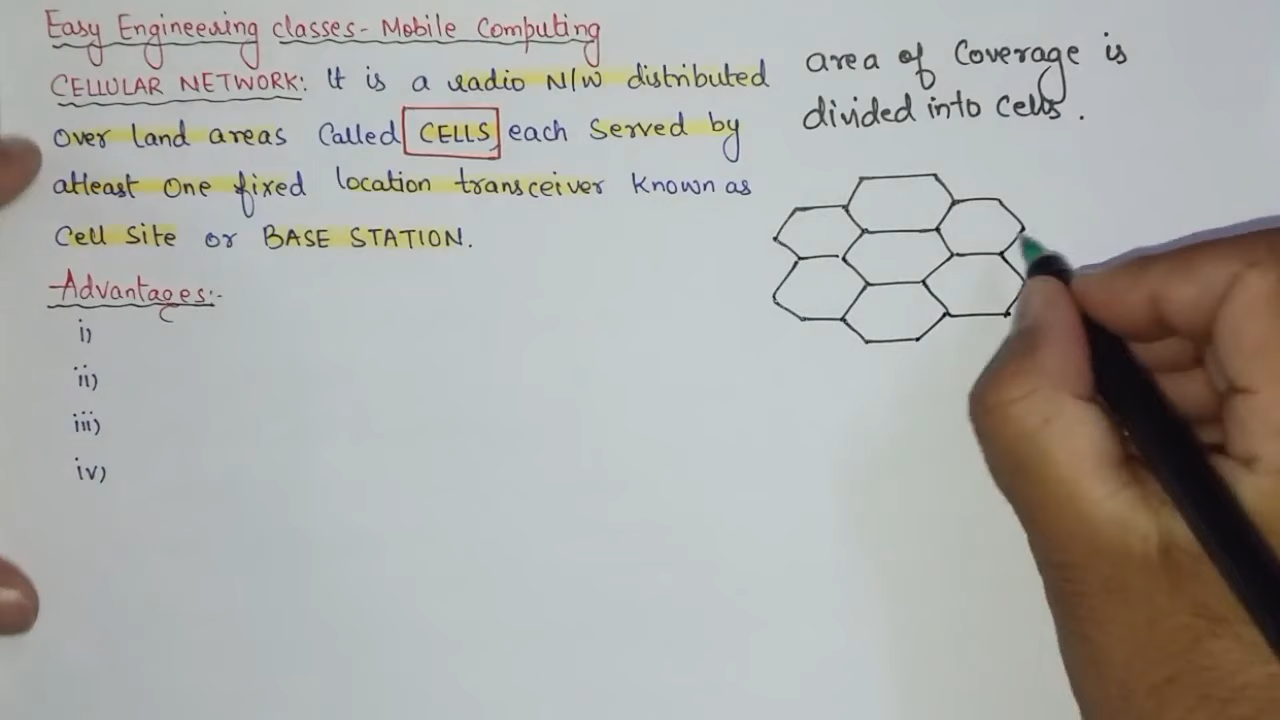 Easy Engineering classes - Mobile Computing
CELLULAR NETWORK: It is a radio N/W distributed
over land areas called CELLS each served by
atleast one fixed location transceiver known as
Cell site or BASE STATION.
Advantages:-
i)
ii)
iii)
iv)
area of Coverage is
divided into cells.